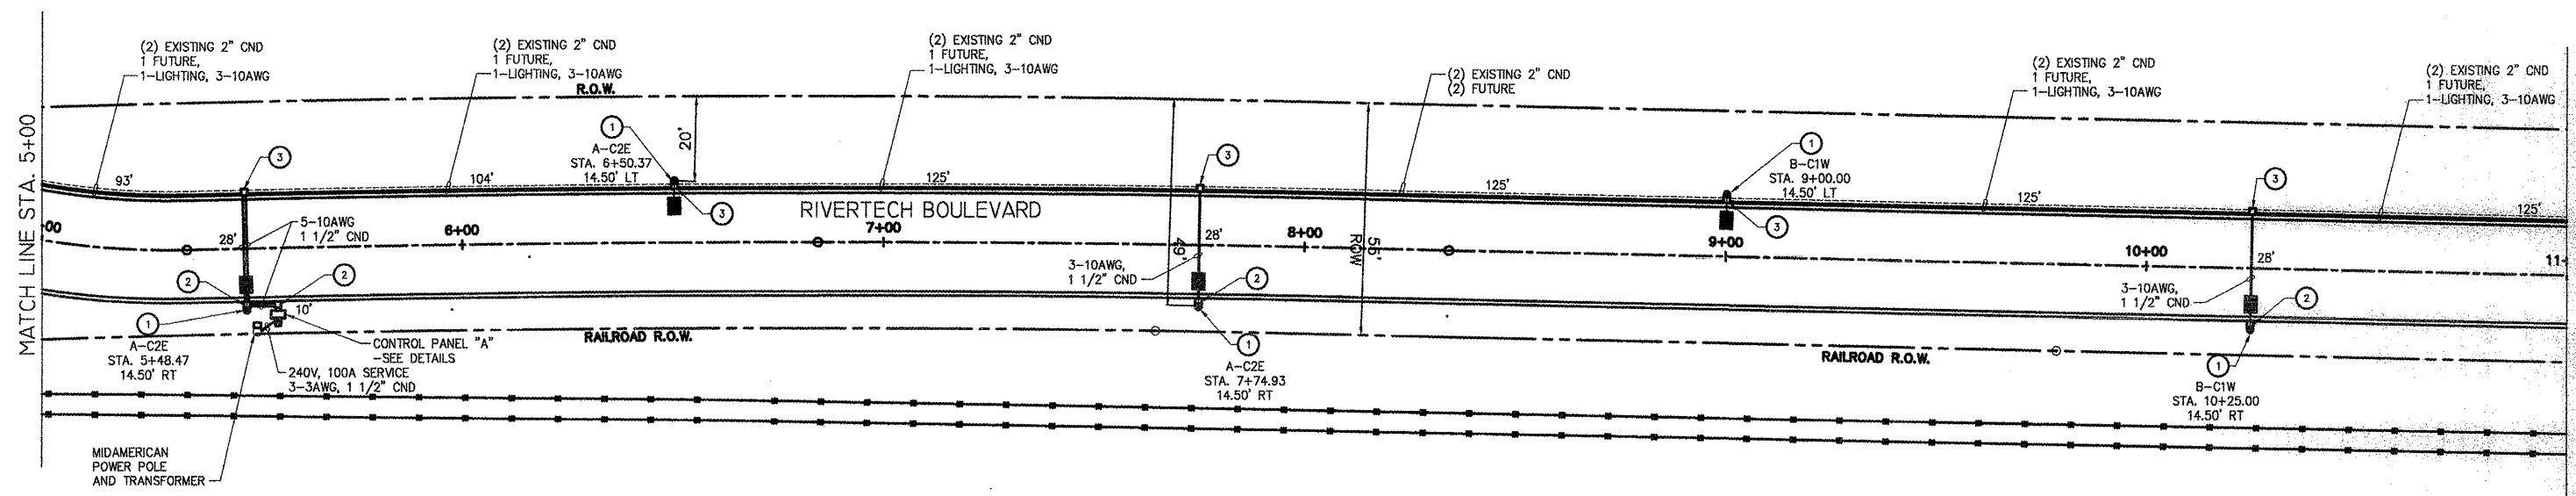 (2) EXISTING 2" CND
1 FUTURE,
1-LIGHTING, 3-10AWG
(2) EXISTING 2" CND
1 FUTURE,
1-LIGHTING, 3-10AWG
R.O.W.
(2) EXISTING 2" CND
1 FUTURE,
1-LIGHTING, 3-10AWG
(2) EXISTING 2" CND
(2) FUTURE
(2) EXISTING 2" CND
1 FUTURE,
1-LIGHTING, 3-10AWG
(2) EXISTING 2" CND
1 FUTURE,
1-LIGHTING, 3-10AWG
MATCH LINE STA. 5+00
1
A-C2E
STA. 6+50.37
14.50' LT
20'
1
B-C1W
STA. 9+00.00
14.50' LT
3
3
3
93'
104'
125'
125'
125'
125'
3
3
RIVERTECH BOULEVARD
00
6+00
7+00
8+00
9+00
10+00
11+
5-10AWG
1 1/2" CND
28'
28'
28'
49'
55'
ROW
3-10AWG,
1 1/2" CND
3-10AWG,
1 1/2" CND
2
2
2
2
10'
1
A-C2E
STA. 5+48.47
14.50' RT
CONTROL PANEL "A"
-SEE DETAILS
240V, 100A SERVICE
3-3AWG, 1 1/2" CND
RAILROAD R.O.W.
1
A-C2E
STA. 7+74.93
14.50' RT
RAILROAD R.O.W.
1
B-C1W
STA. 10+25.00
14.50' RT
MIDAMERICAN
POWER POLE
AND TRANSFORMER